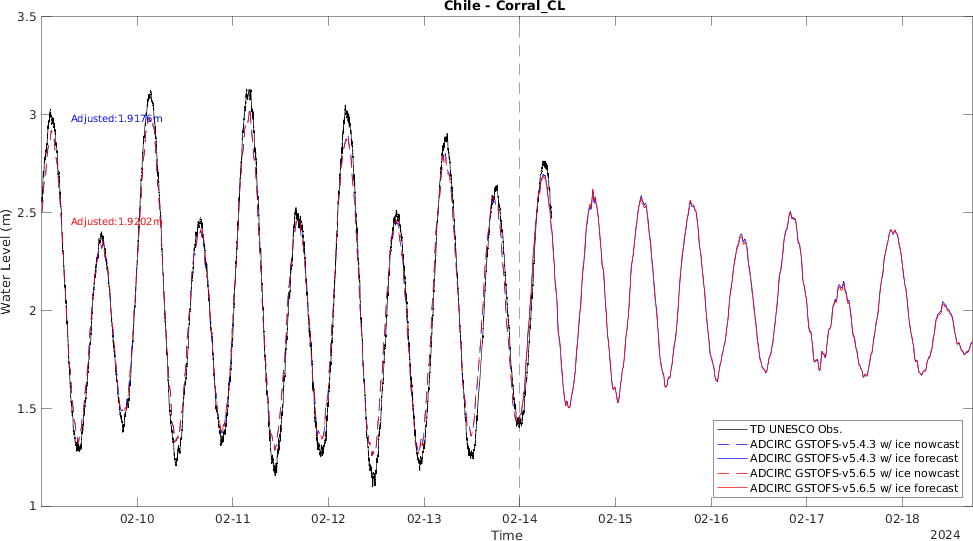 Chile - Corral_CL
3.5
3
2.5
2
1.5
1
Water Level (m)
Adjusted:1.9176m
Adjusted:1.9202m
TD UNESCO Obs.
ADCIRC GSTOFS-v5.4.3 w/ ice nowcast
ADCIRC GSTOFS-v5.4.3 w/ ice forecast
ADCIRC GSTOFS-v5.6.5 w/ ice nowcast
ADCIRC GSTOFS-v5.6.5 w/ ice forecast
02-10 02-11 02-12 02-13 02-14 02-15 02-16 02-17 02-18
Time
2024